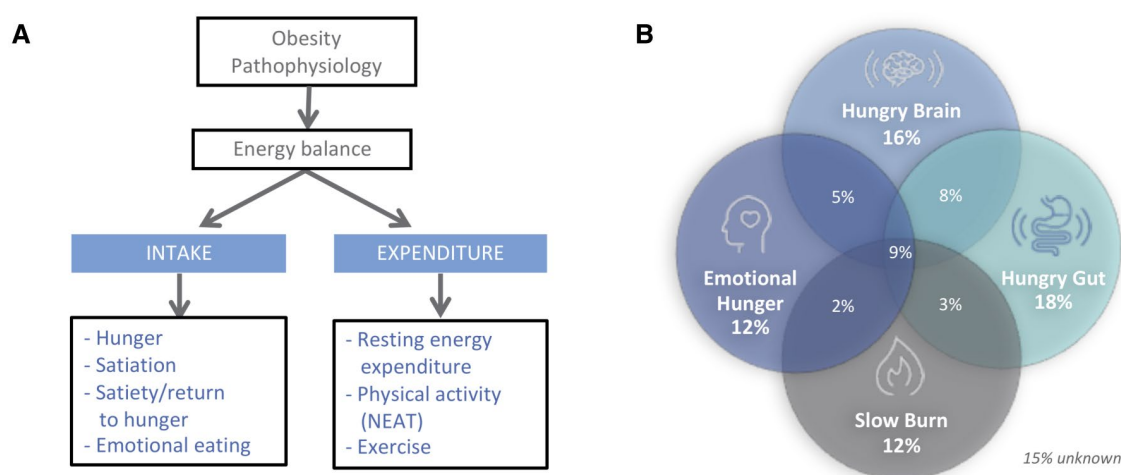 A
Obesity
Pathophysiology
Energy balance
INTAKE
EXPENDITURE
- Hunger
- Satiation
- Satiety/return
to hunger
- Emotional eating
- Resting energy
expenditure
- Physical activity
(NEAT)
- Exercise
B
Hungry Brain
16%
5%
8%
9%
Emotional
Hunger
12%
Hungry Gut
18%
2%
3%
Slow Burn
12%
15% unknown